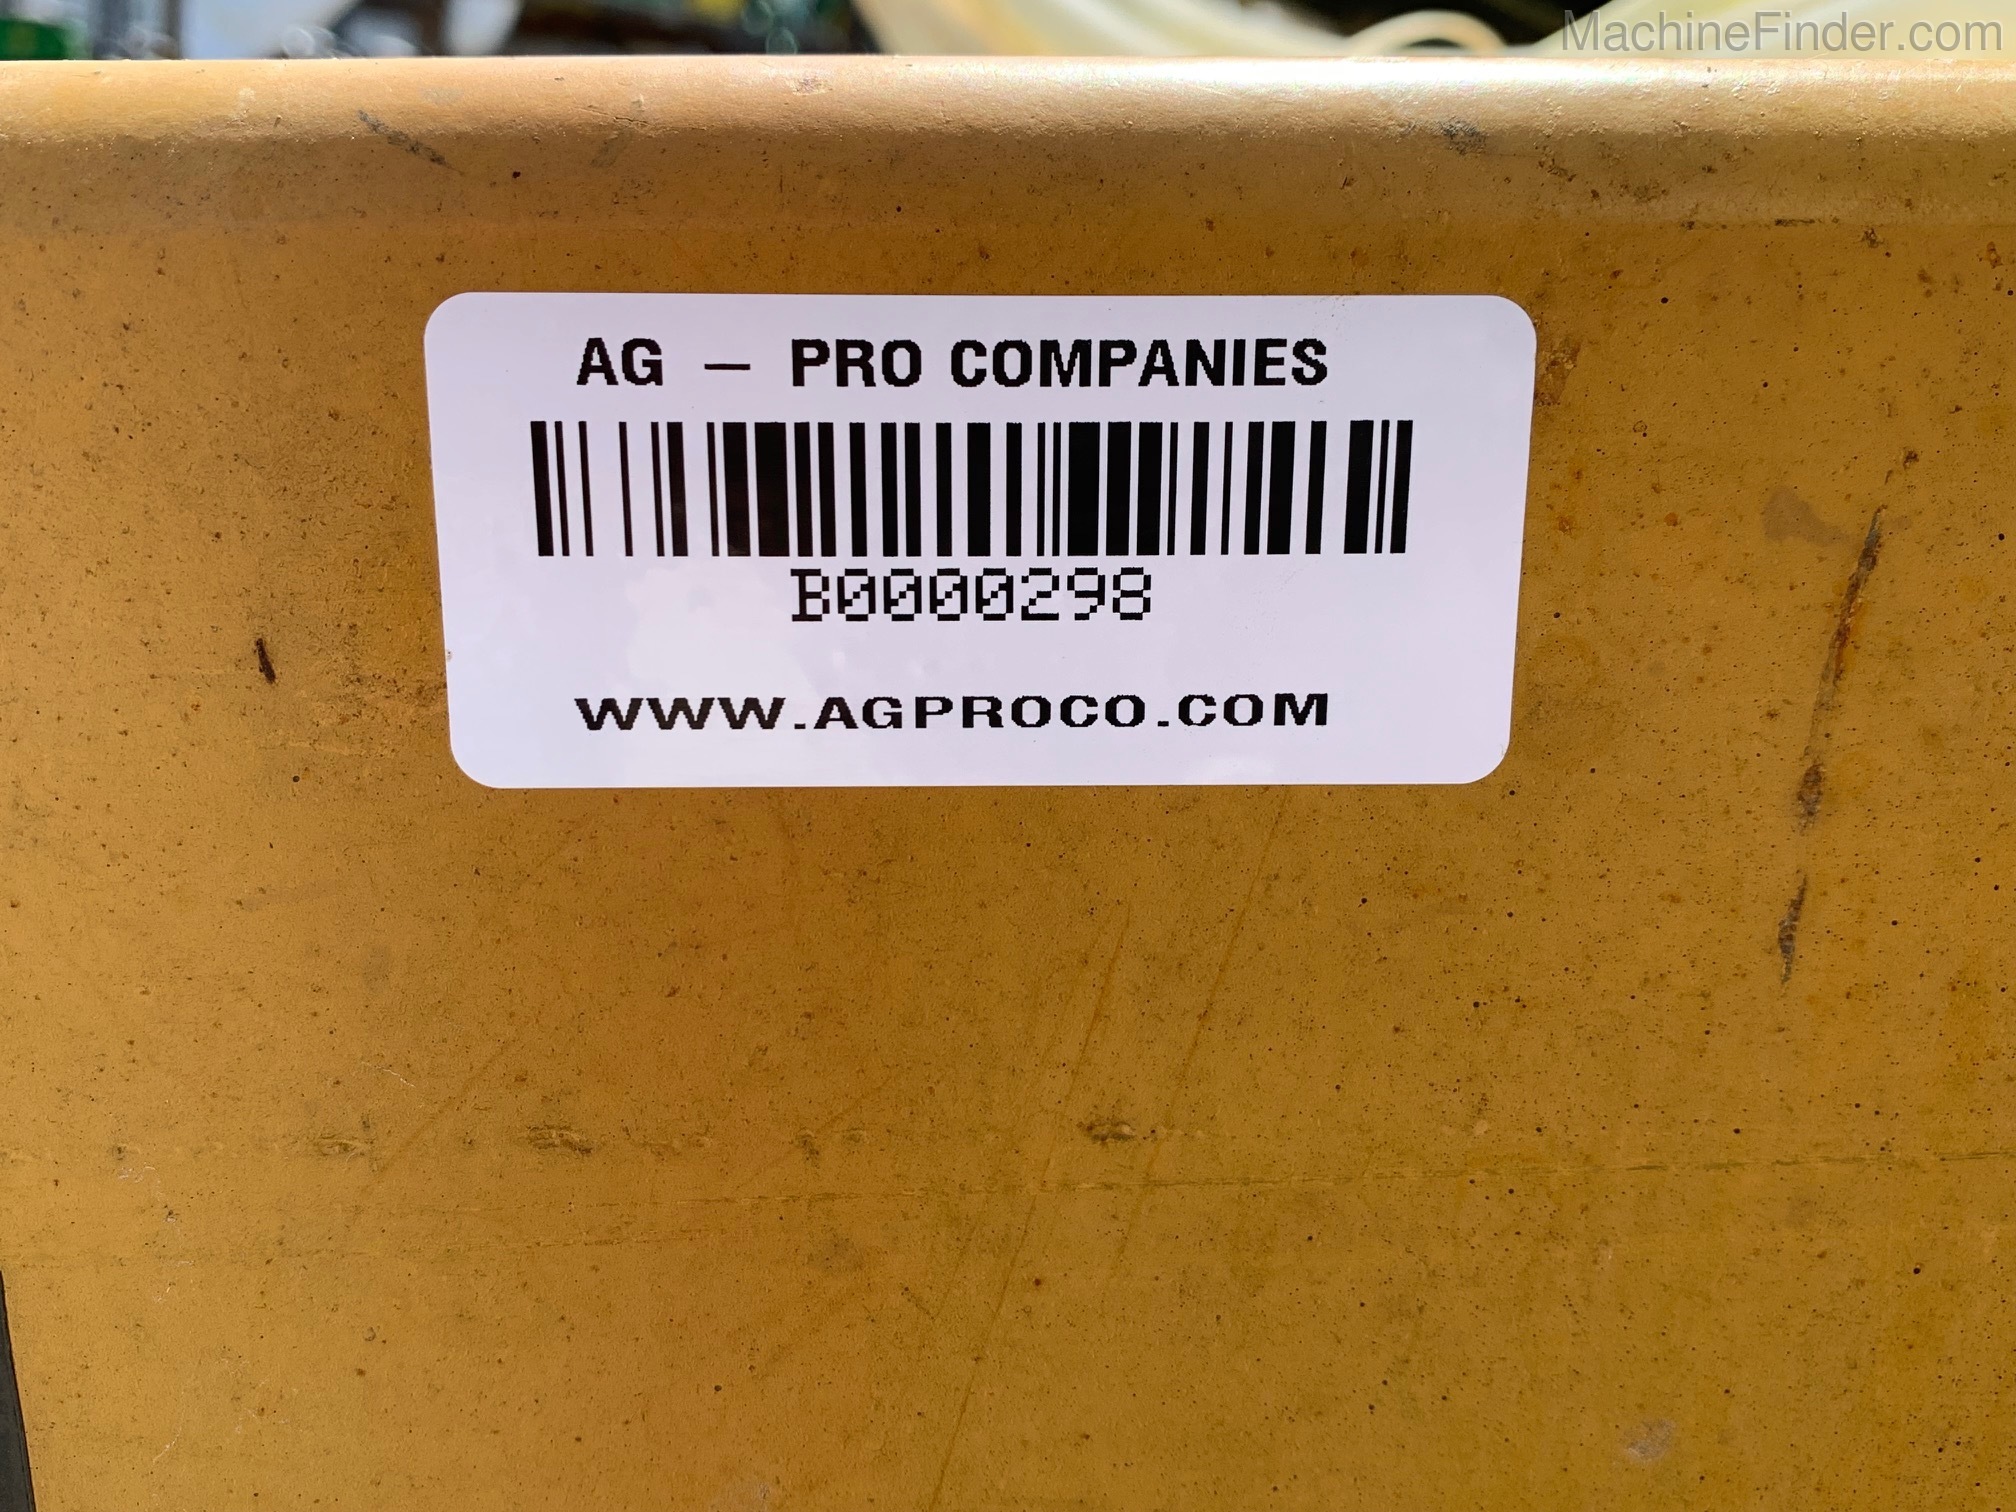 MachineFinder.com
AG - PRO COMPANIES
B0000298
WWW.AGPROCO.COM